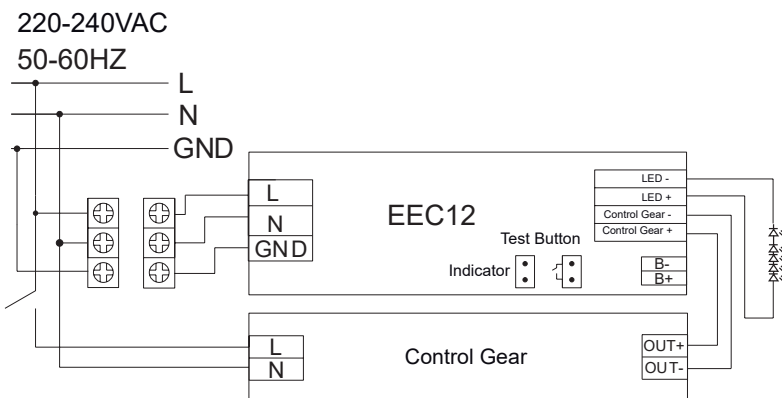 220-240VAC
50-60HZ
L
N
GND
L
N
GND
EEC12
LED -
LED +
Control Gear -
Control Gear +
Test Button
Indicator
B-
B+
L
N
Control Gear
OUT+
OUT-